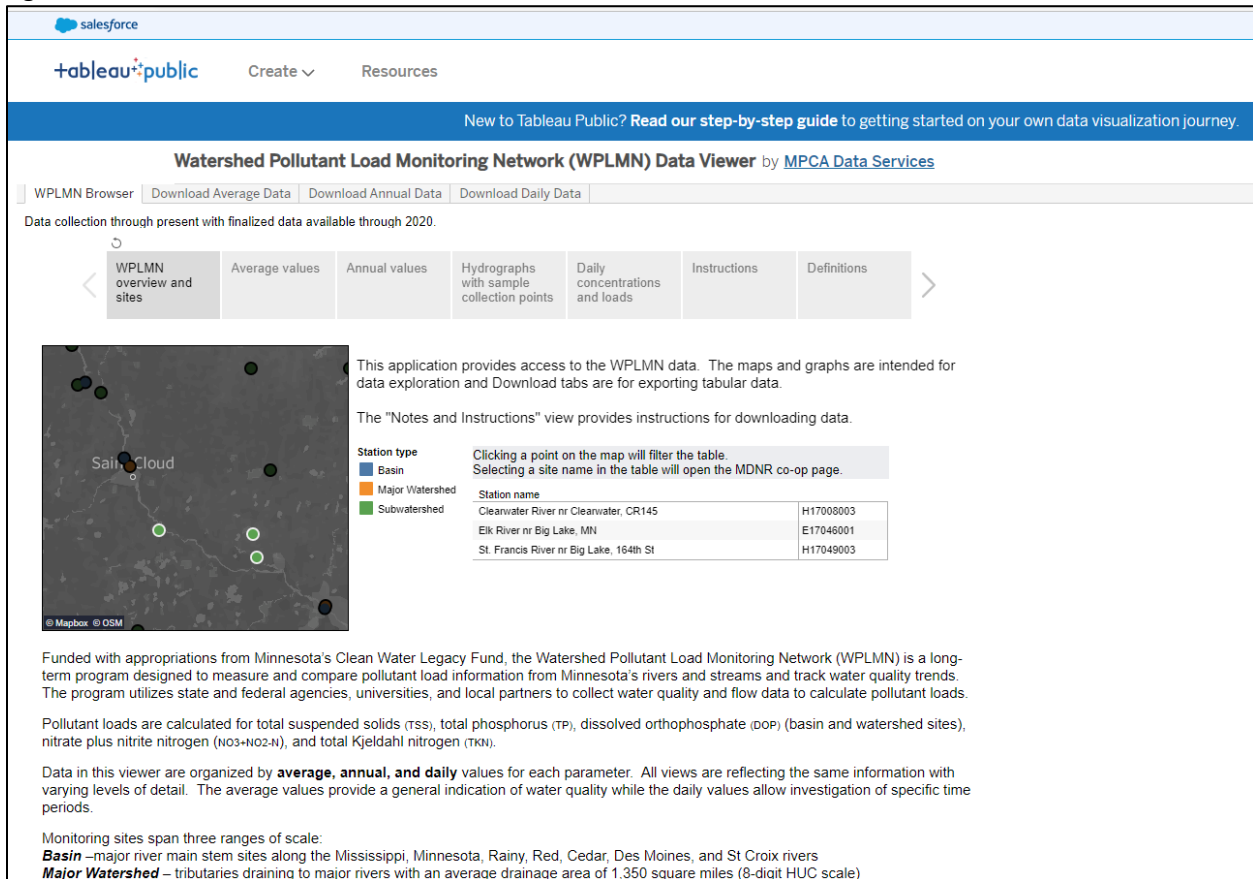 salesforce
+ableau public Create Resources
New to Tableau Public? Read our step-by-step guide to getting started on your own data visualization journey.
Watershed Pollutant Load Monitoring Network (WPLMN) Data Viewer by MPCA Data Services
WPLMN Browser Download Average Data Download Annual Data Download Daily Data
Data collection through present with finalized data available through 2020.
WPLMN overview and sites
Average values
Annual values
Hydrographs with sample collection points
Daily concentrations and loads
Instructions
Definitions
This application provides access to the WPLMN data. The maps and graphs are intended for
data exploration and Download tabs are for exporting tabular data.
The "Notes and Instructions" view provides instructions for downloading data.
Saint Cloud
© Mapbox © OSM
Station type
Basin
Major Watershed
Subwatershed
Clicking a point on the map will filter the table.
Selecting a site name in the table will open the MDNR co-op page.
Station name
Clearwater River nr Clearwater, CR145 H17008003
Elk River nr Big Lake, MN E17046001
St. Francis River nr Big Lake, 164th St H17049003
Funded with appropriations from Minnesota's Clean Water Legacy Fund, the Watershed Pollutant Load Monitoring Network (WPLMN) is a long-
term program designed to measure and compare pollutant load information from Minnesota's rivers and streams and track water quality trends.
The program utilizes state and federal agencies, universities, and local partners to collect water quality and flow data to calculate pollutant loads.
Pollutant loads are calculated for total suspended solids (TSS), total phosphorus (TP), dissolved orthophosphate (DOP) (basin and watershed sites),
nitrate plus nitrite nitrogen (NO3+NO2-N), and total Kjeldahl nitrogen (TKN).
Data in this viewer are organized by average, annual, and daily values for each parameter. All views are reflecting the same information with
varying levels of detail. The average values provide a general indication of water quality while the daily values allow investigation of specific time
periods.
Monitoring sites span three ranges of scale:
Basin –major river main stem sites along the Mississippi, Minnesota, Rainy, Red, Cedar, Des Moines, and St Croix rivers
Major Watershed – tributaries draining to major rivers with an average drainage area of 1,350 square miles (8-digit HUC scale)